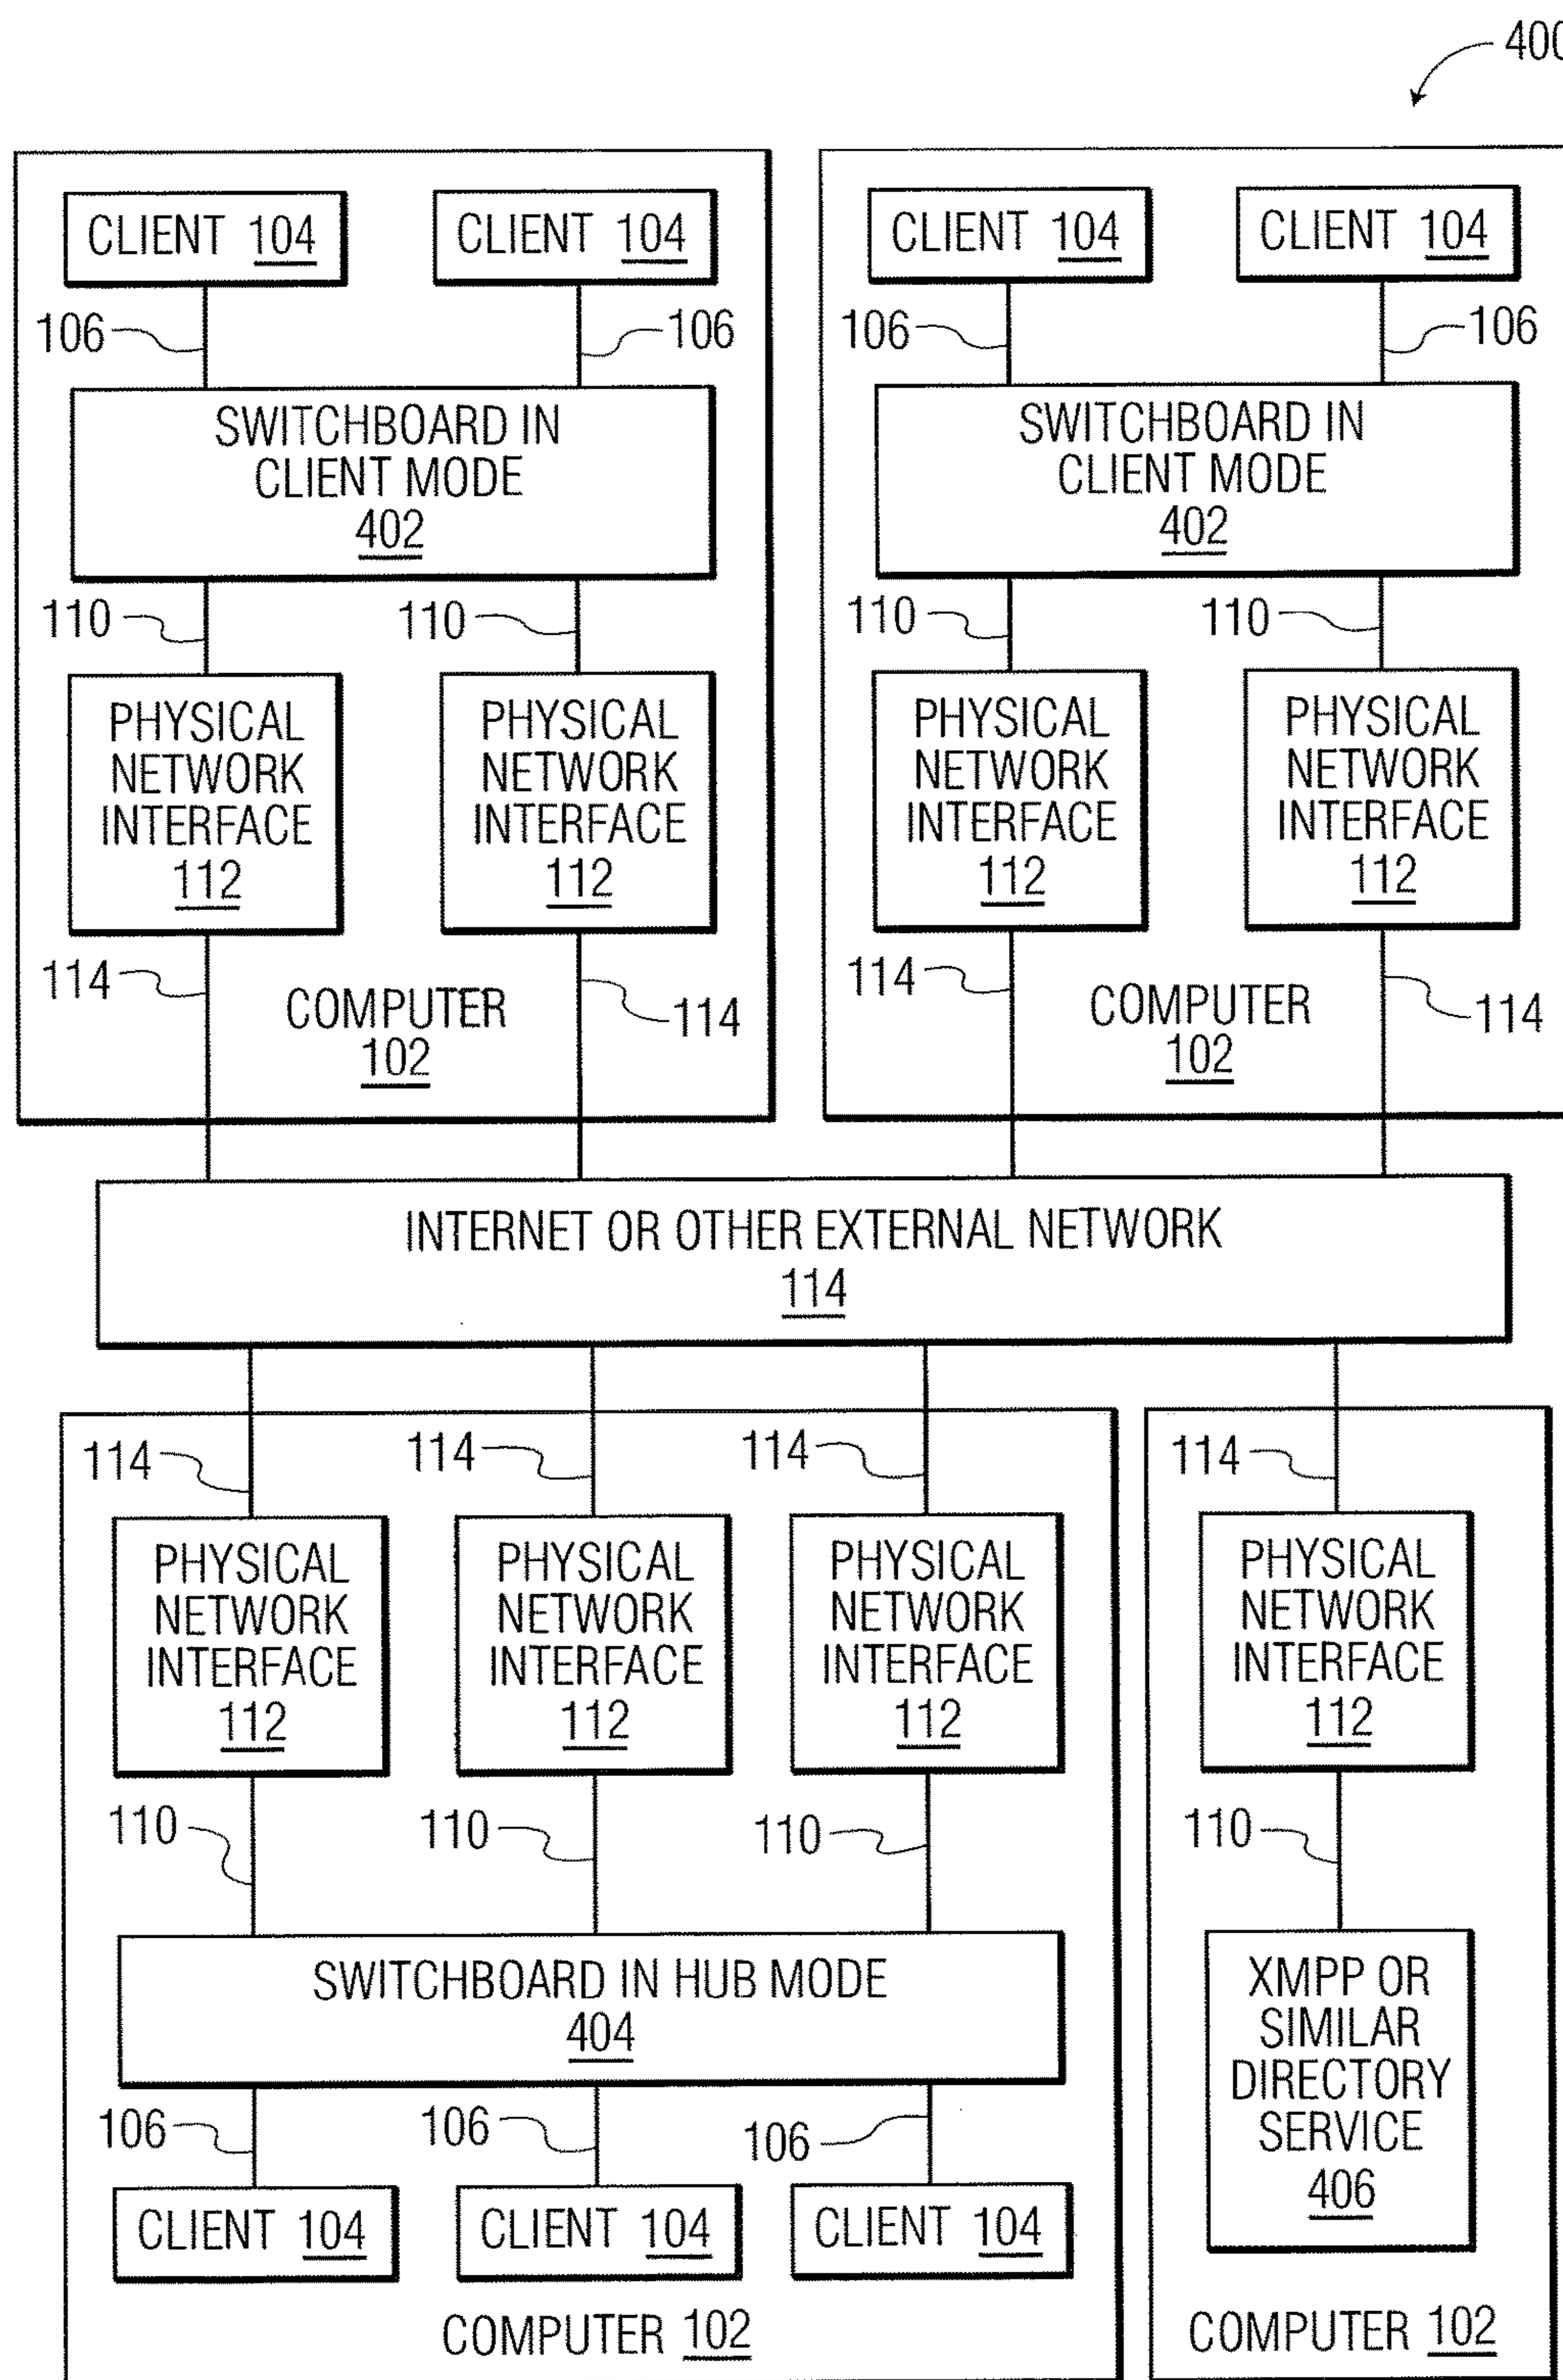 400
CLIENT 104
CLIENT 104
CLIENT 104
CLIENT 104
106
106
106
106
SWITCHBOARD IN
CLIENT MODE
402
SWITCHBOARD IN
CLIENT MODE
402
110
110
110
110
PHYSICAL
NETWORK
INTERFACE
112
PHYSICAL
NETWORK
INTERFACE
112
PHYSICAL
NETWORK
INTERFACE
112
PHYSICAL
NETWORK
INTERFACE
112
114
COMPUTER
102
114
114
COMPUTER
102
114
INTERNET OR OTHER EXTERNAL NETWORK
114
114
114
114
114
PHYSICAL
NETWORK
INTERFACE
112
PHYSICAL
NETWORK
INTERFACE
112
PHYSICAL
NETWORK
INTERFACE
112
PHYSICAL
NETWORK
INTERFACE
112
110
110
110
110
SWITCHBOARD IN HUB MODE
404
XMPP OR
SIMILAR
DIRECTORY
SERVICE
406
106
106
106
CLIENT 104
CLIENT 104
CLIENT 104
COMPUTER 102
COMPUTER 102